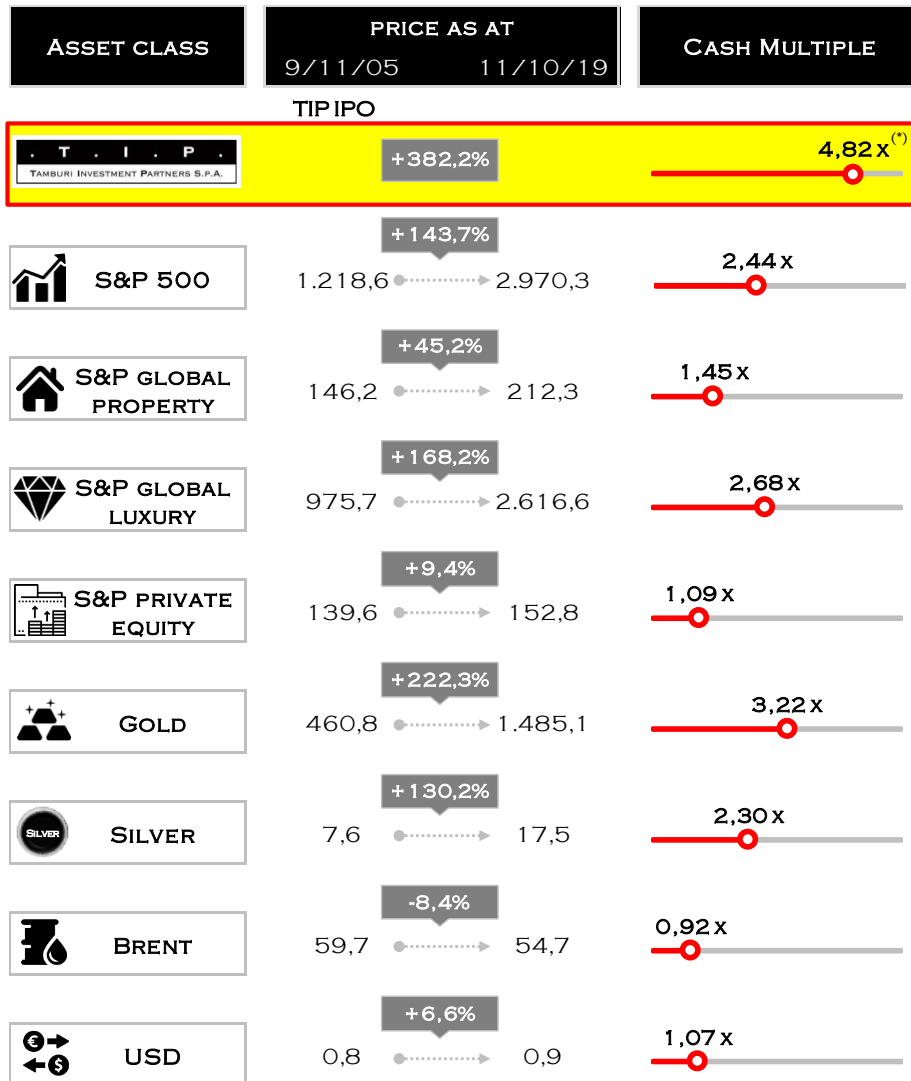 ASSET CLASS
PRICE AS AT
9/11/05 11/10/19
CASH MULTIPLE
TIP IPO
. T . I . P .
TAMBURI INVESTMENT PARTNERS S.P.A.
+382,2%
4,82 x(*)
+143,7%
S&P 500
1.218,6 2.970,3
2,44 x
+45,2%
S&P GLOBAL
PROPERTY
146,2 212,3
1,45 x
+168,2%
S&P GLOBAL
LUXURY
975,7 2.616,6
2,68 x
+9,4%
S&P PRIVATE
EQUITY
139,6 152,8
1,09 x
+222,3%
GOLD
460,8 1.485,1
3,22 x
+130,2%
SILVER
SILVER
7,6 17,5
2,30 x
-8,4%
BRENT
59,7 54,7
0,92 x
+6,6%
€
$
USD
0,8 0,9
1,07 x